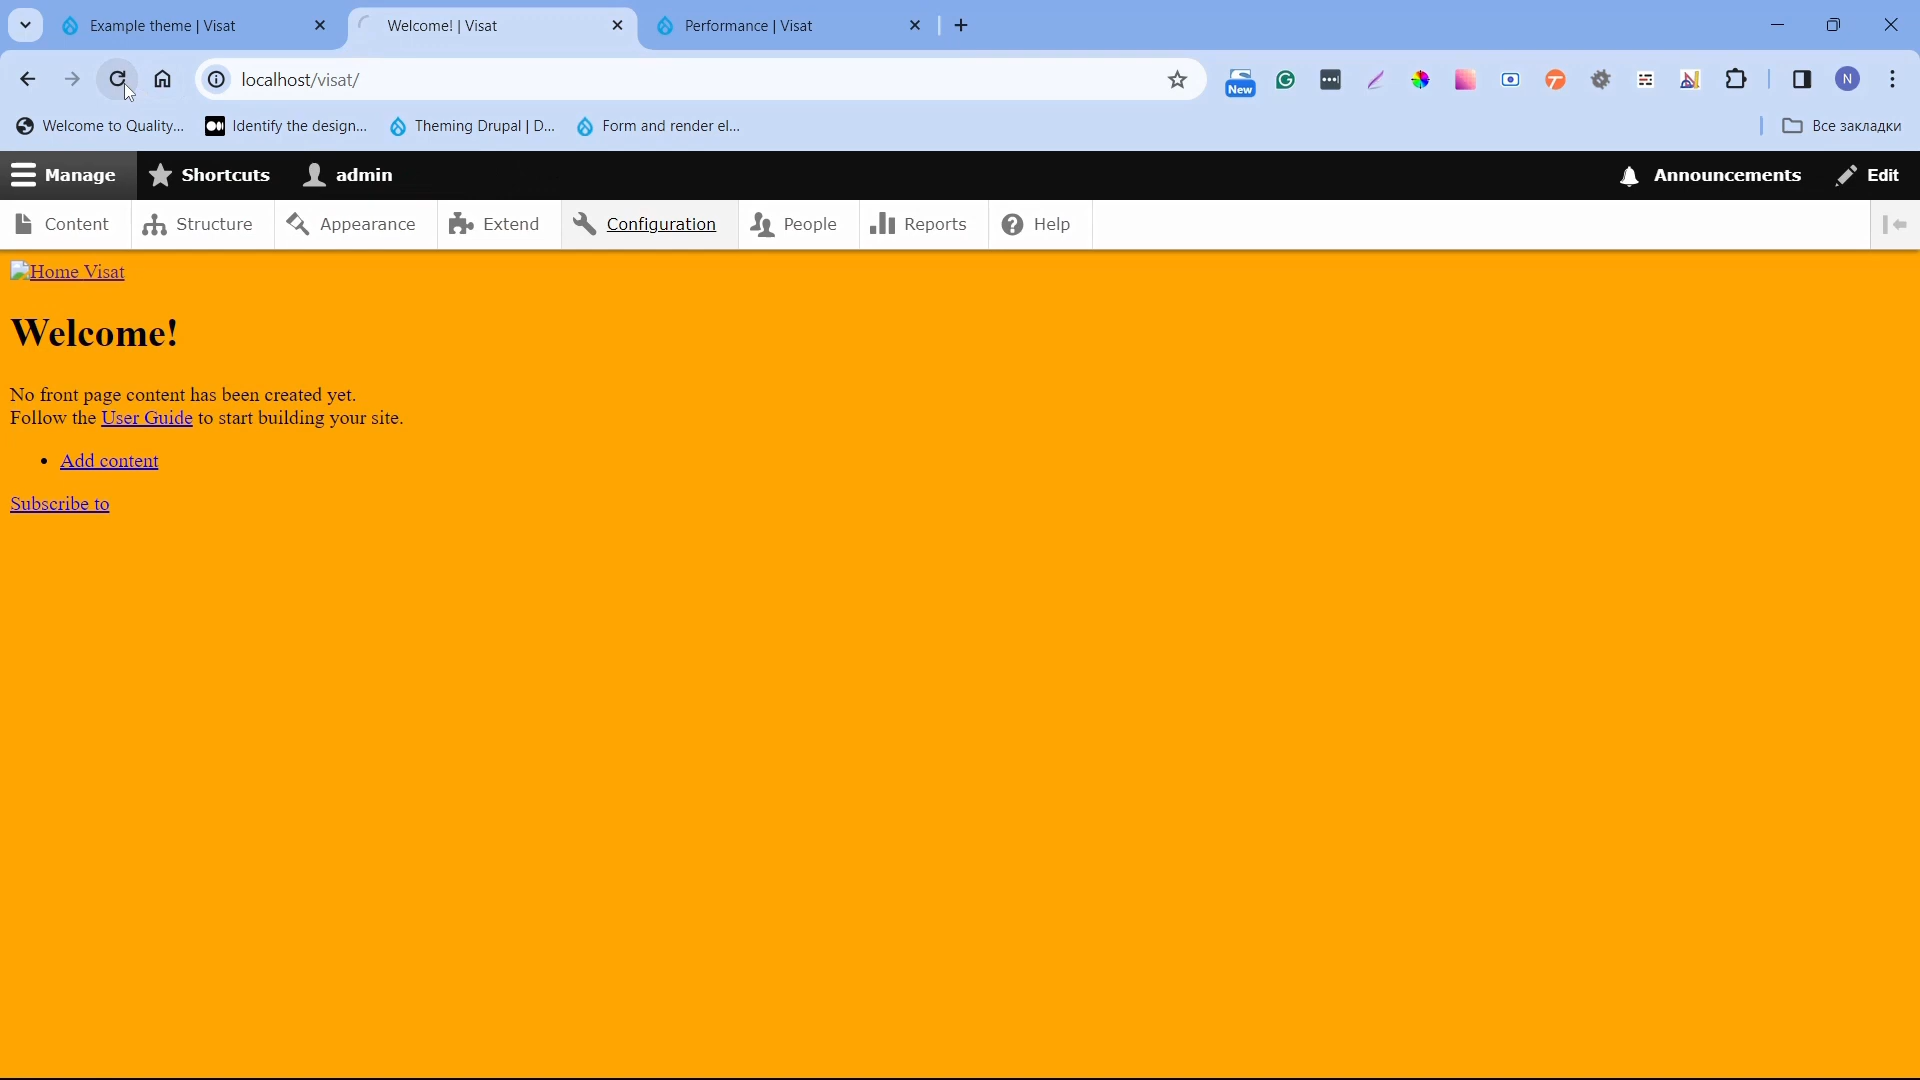 Example theme | Visat
Welcome! | Visat
Performance | Visat
localhost/visat/
New
N
Welcome to Quality...
Identify the design...
Theming Drupal | D...
Form and render el...
Все закладки
Manage
Shortcuts
admin
Announcements
Edit
Content
Structure
Appearance
Extend
Configuration
People
Reports
Help
Home Visat
Welcome!
No front page content has been created yet.
Follow the User Guide to start building your site.
Add content
Subscribe to